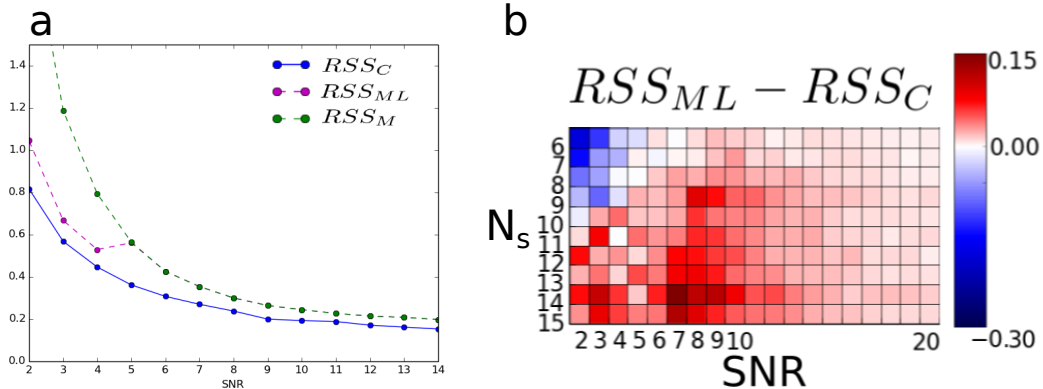 a
1.4
1.2
1.0
0.8
0.6
0.4
0.2
0.0
2 3 4 5 6 7 8 9 10 11 12 13 14
SNR
RSS_C
RSS_ML
RSS_M
b
RSS_ML − RSS_C
N_s
6
7
8
9
10
11
12
13
14
15
2 3 4 5 6 7 8 9 10 20
SNR
0.15
0.00
−0.30